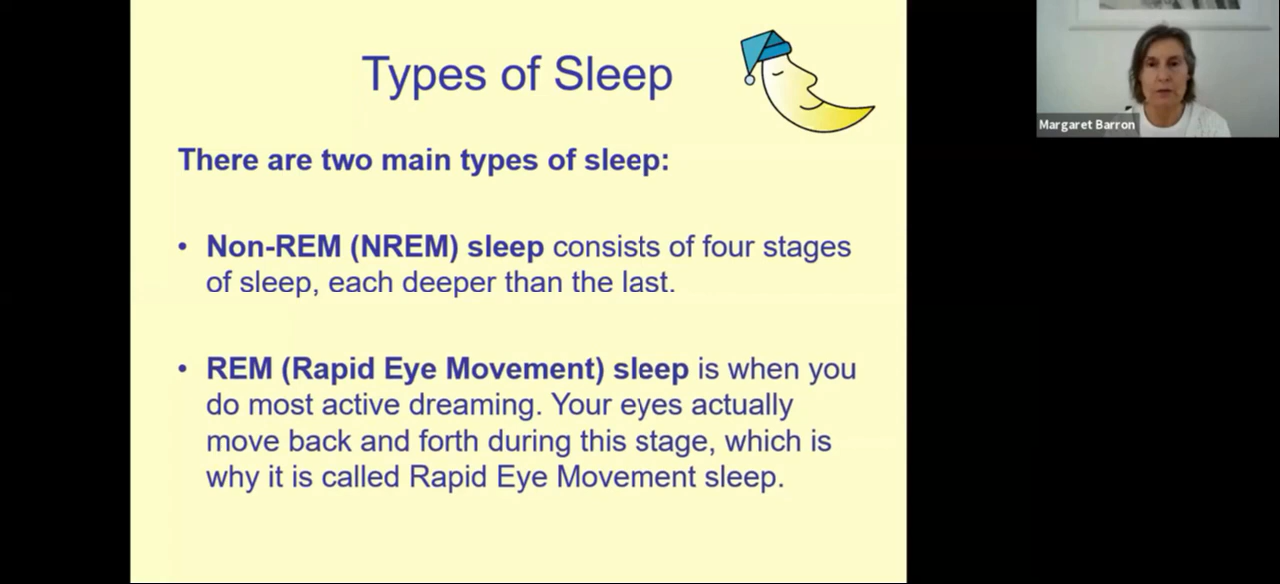 Types of Sleep
Margaret Barron
There are two main types of sleep:
• Non-REM (NREM) sleep consists of four stages
of sleep, each deeper than the last.
• REM (Rapid Eye Movement) sleep is when you
do most active dreaming. Your eyes actually
move back and forth during this stage, which is
why it is called Rapid Eye Movement sleep.